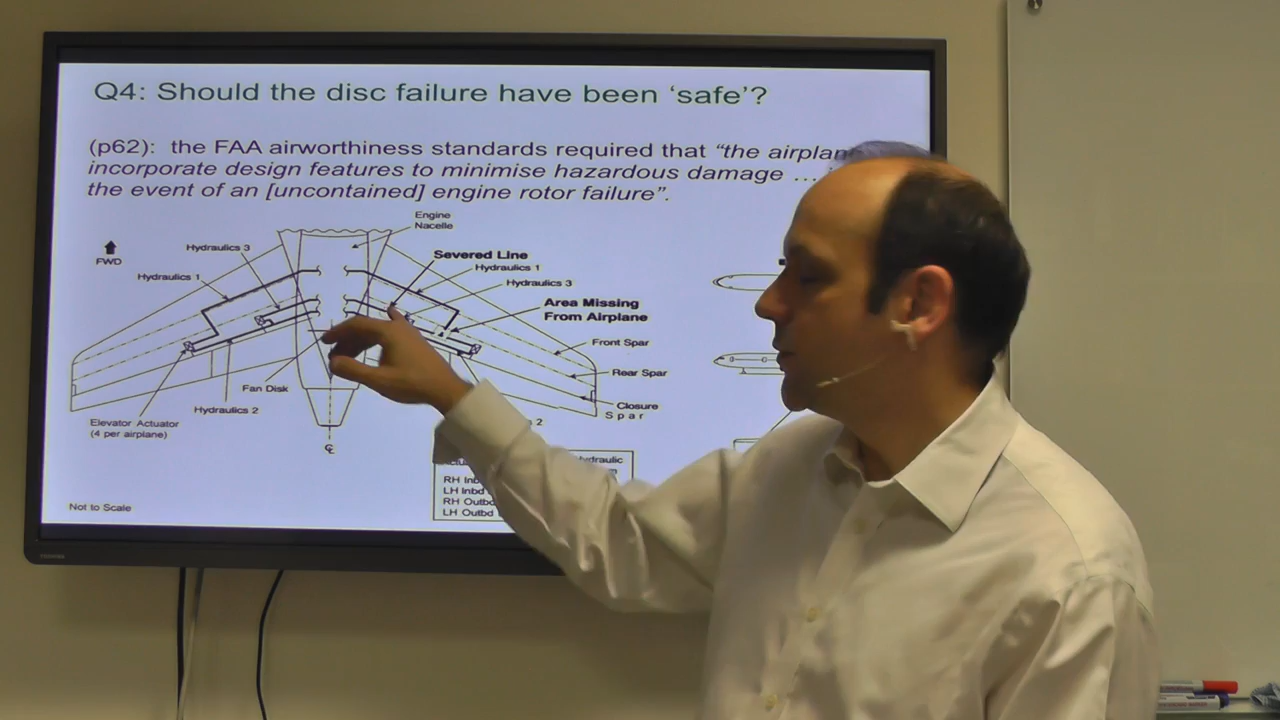 Q4: Should the disc failure have been 'safe'?
(p62): the FAA airworthiness standards required that "the airplan
incorporate design features to minimise hazardous damage ...
the event of an [uncontained] engine rotor failure".
Engine
Nacelle
FWD
Hydraulics 3
Severed Line
Hydraulics 1
Hydraulics 1
Hydraulics 3
Area Missing
From Airplane
Front Spar
Rear Spar
Fan Disk
Closure
Spar
Hydraulics 2
Elevator Actuator
(4 per airplane)
2
℄
RH Inb
LH Inbd
RH Outbd
LH Outbd
Not to Scale
TOSHIBA